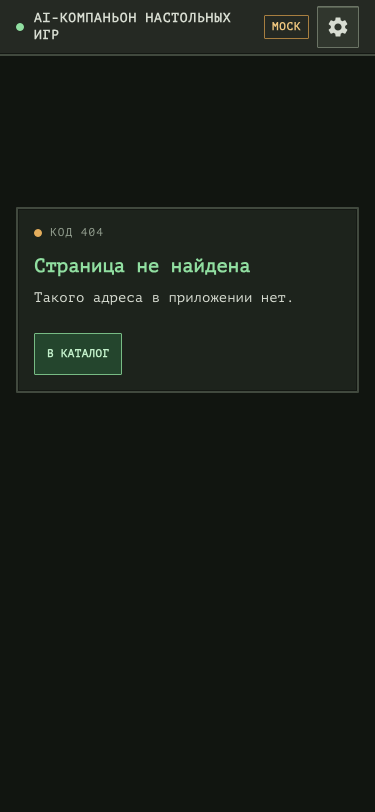 AI-КОМПАНЬОН НАСТОЛЬНЫХ
ИГР
МОСК
КОД 404
Страница не найдена
Такого адреса в приложении нет.
В КАТАЛОГ